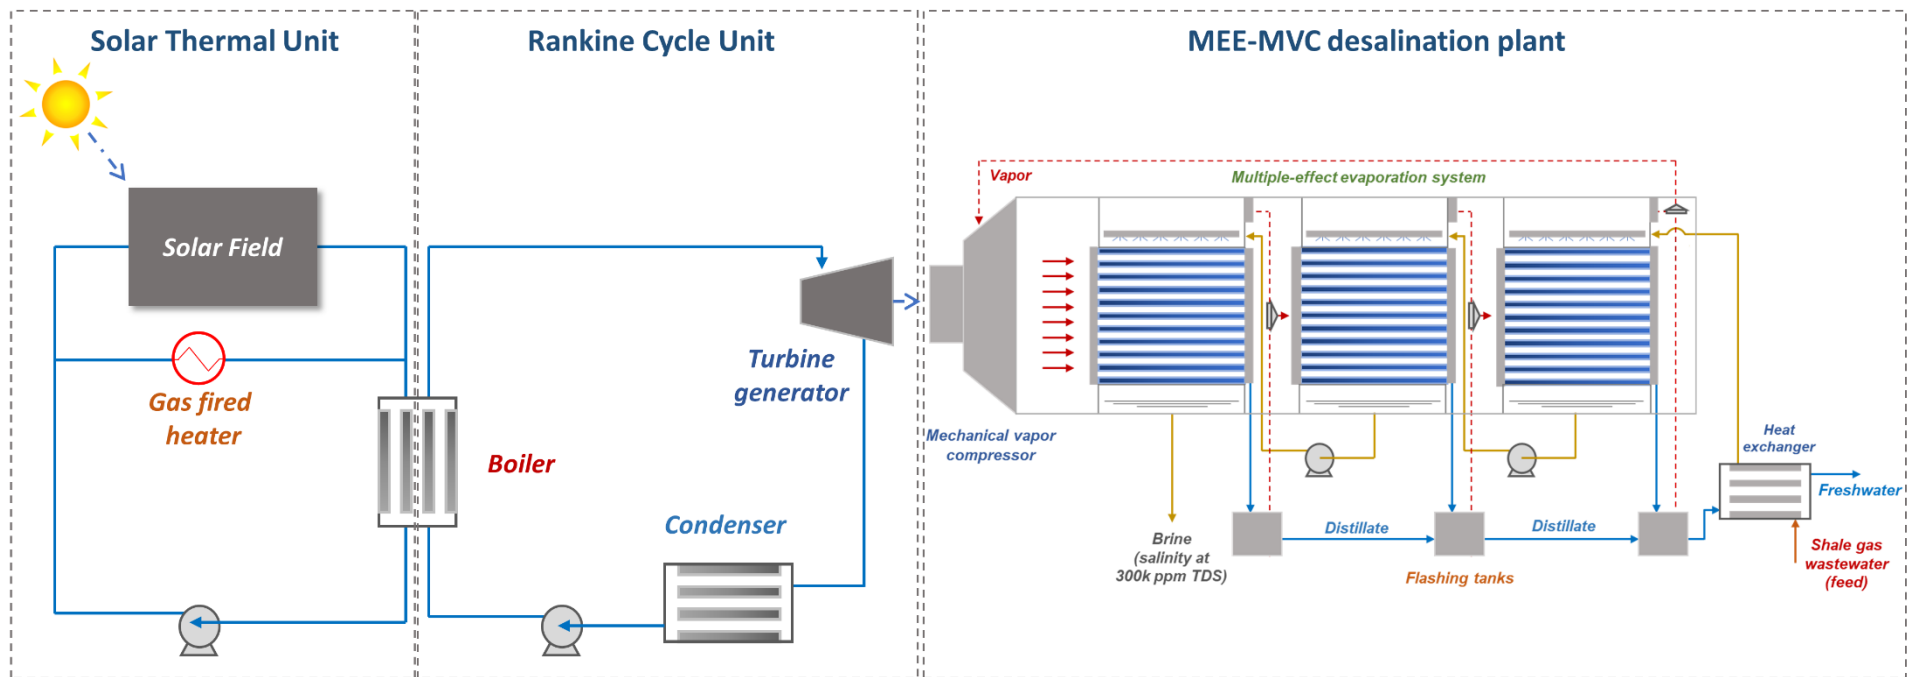 Solar Thermal Unit
Rankine Cycle Unit
MEE-MVC desalination plant
Solar Field
Gas fired
heater
Boiler
Turbine
generator
Condenser
Vapor
Multiple-effect evaporation system
Mechanical vapor
compressor
Brine
(salinity at
300k ppm TDS)
Distillate
Distillate
Flashing tanks
Heat
exchanger
Freshwater
Shale gas
wastewater
(feed)